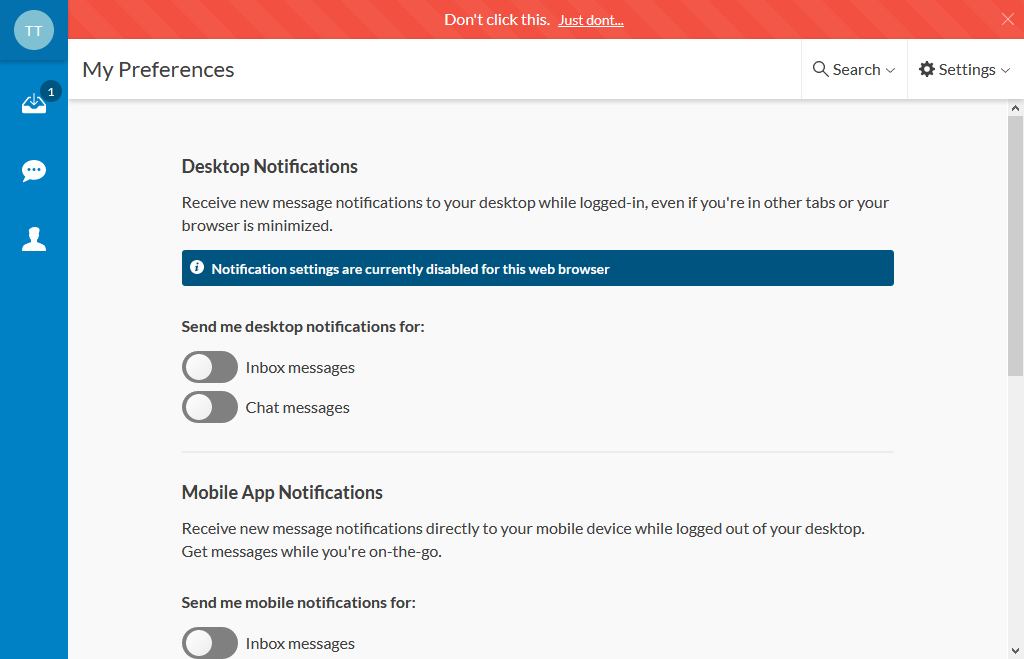 TT
Don't click this. Just dont...
1
My Preferences
Search
Settings
Desktop Notifications
Receive new message notifications to your desktop while logged-in, even if you're in other tabs or your
browser is minimized.
Notification settings are currently disabled for this web browser
Send me desktop notifications for:
Inbox messages
Chat messages
Mobile App Notifications
Receive new message notifications directly to your mobile device while logged out of your desktop.
Get messages while you're on-the-go.
Send me mobile notifications for:
Inbox messages